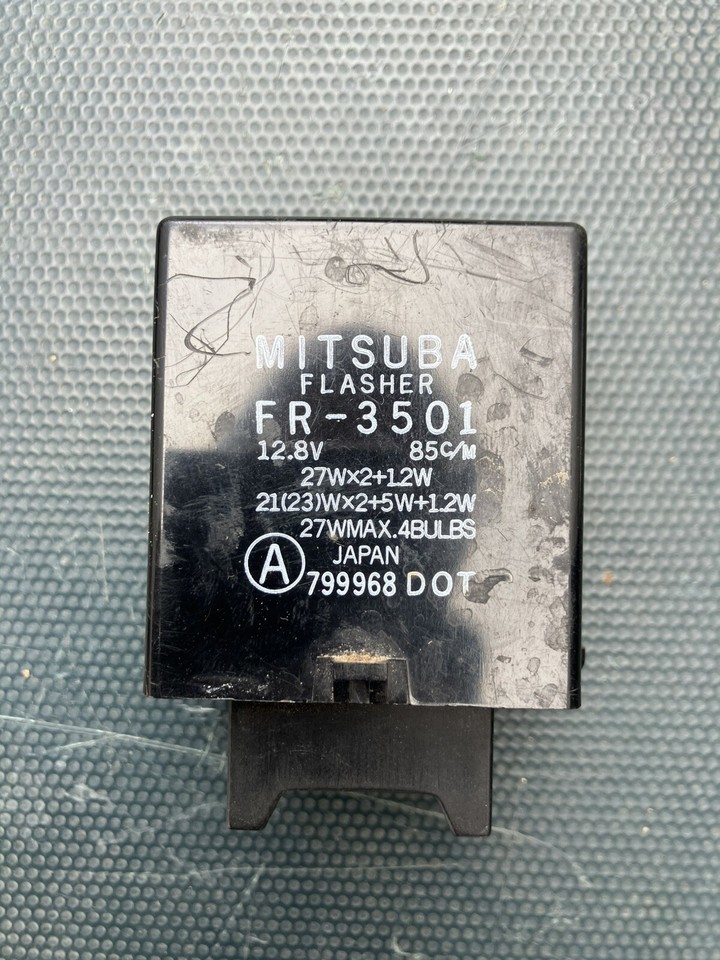 MITSUBA
FLASHER
FR-3501
12.8V 85C/M
27W×2+1.2W
21(23)W×2+5W+1.2W
27WMAX.4BULBS
JAPAN
A 799968 DOT